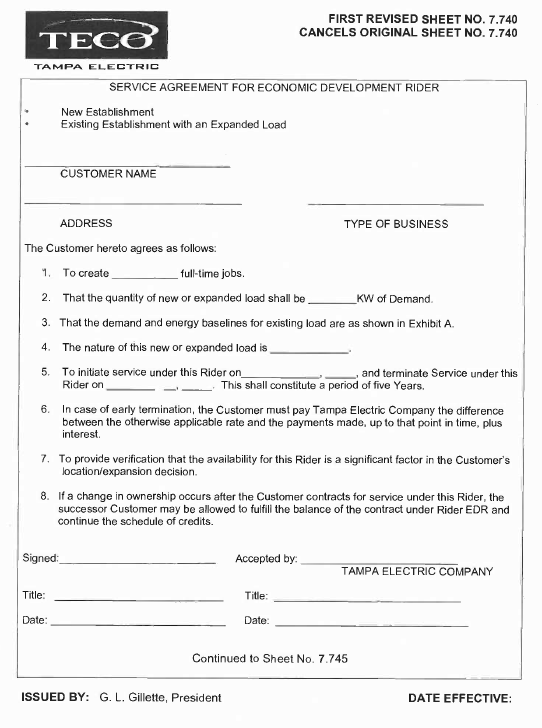 FIRST REVISED SHEET NO. 7.740
CANCELS ORIGINAL SHEET NO. 7.740
TECO
TAMPA ELECTRIC
SERVICE AGREEMENT FOR ECONOMIC DEVELOPMENT RIDER
* New Establishment
* Existing Establishment with an Expanded Load
CUSTOMER NAME
ADDRESS TYPE OF BUSINESS
The Customer hereto agrees as follows:
1. To create ___________ full-time jobs.
2. That the quantity of new or expanded load shall be ________KW of Demand.
3. That the demand and energy baselines for existing load are as shown in Exhibit A.
4. The nature of this new or expanded load is _____________.
5. To initiate service under this Rider on_____________, _____, and terminate Service under this
Rider on ________ __, _____. This shall constitute a period of five Years.
6. In case of early termination, the Customer must pay Tampa Electric Company the difference
between the otherwise applicable rate and the payments made, up to that point in time, plus
interest.
7. To provide verification that the availability for this Rider is a significant factor in the Customer's
location/expansion decision.
8. If a change in ownership occurs after the Customer contracts for service under this Rider, the
successor Customer may be allowed to fulfill the balance of the contract under Rider EDR and
continue the schedule of credits.
Signed:__________________________ Accepted by: __________________________
TAMPA ELECTRIC COMPANY
Title: ____________________________ Title: ______________________________
Date: ____________________________ Date: ______________________________
Continued to Sheet No. 7.745
ISSUED BY: G. L. Gillette, President DATE EFFECTIVE: